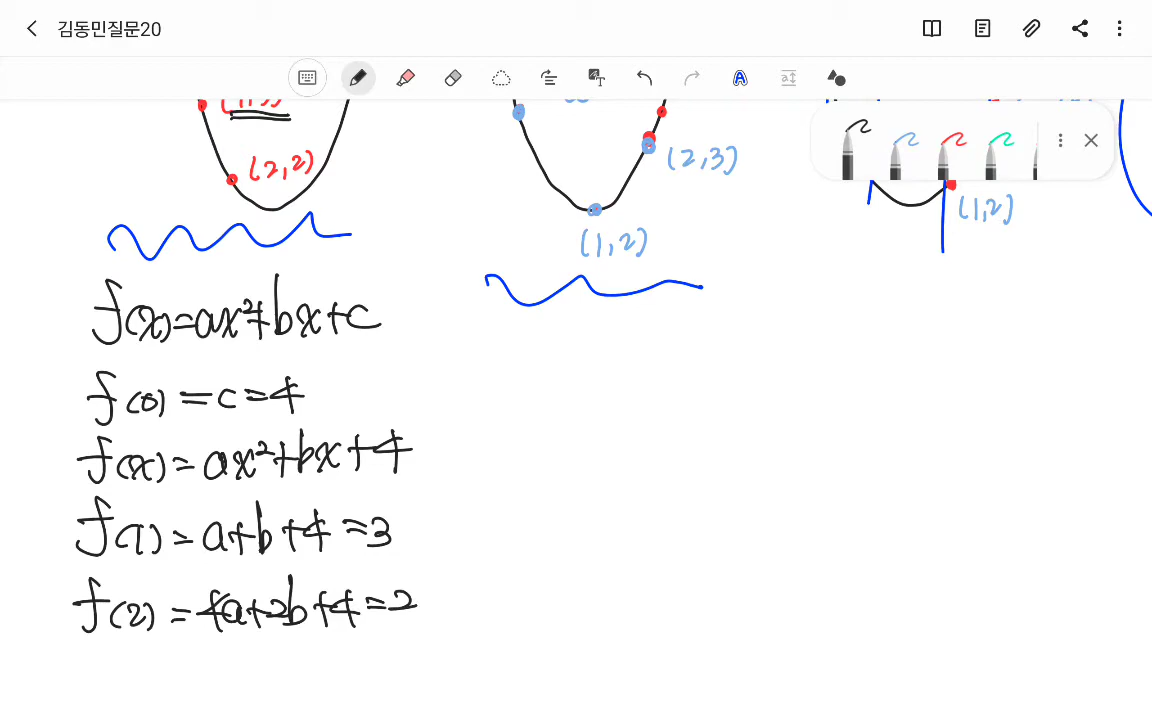 김동민질문20
(2,2)
(2,3)
(1,2)
(1,2)
f(x)=ax²+bx+c
f(0)=c=4
f(x)=ax²+bx+4
f(1)=a+b+4=3
f(2)=4a+2b+4=2